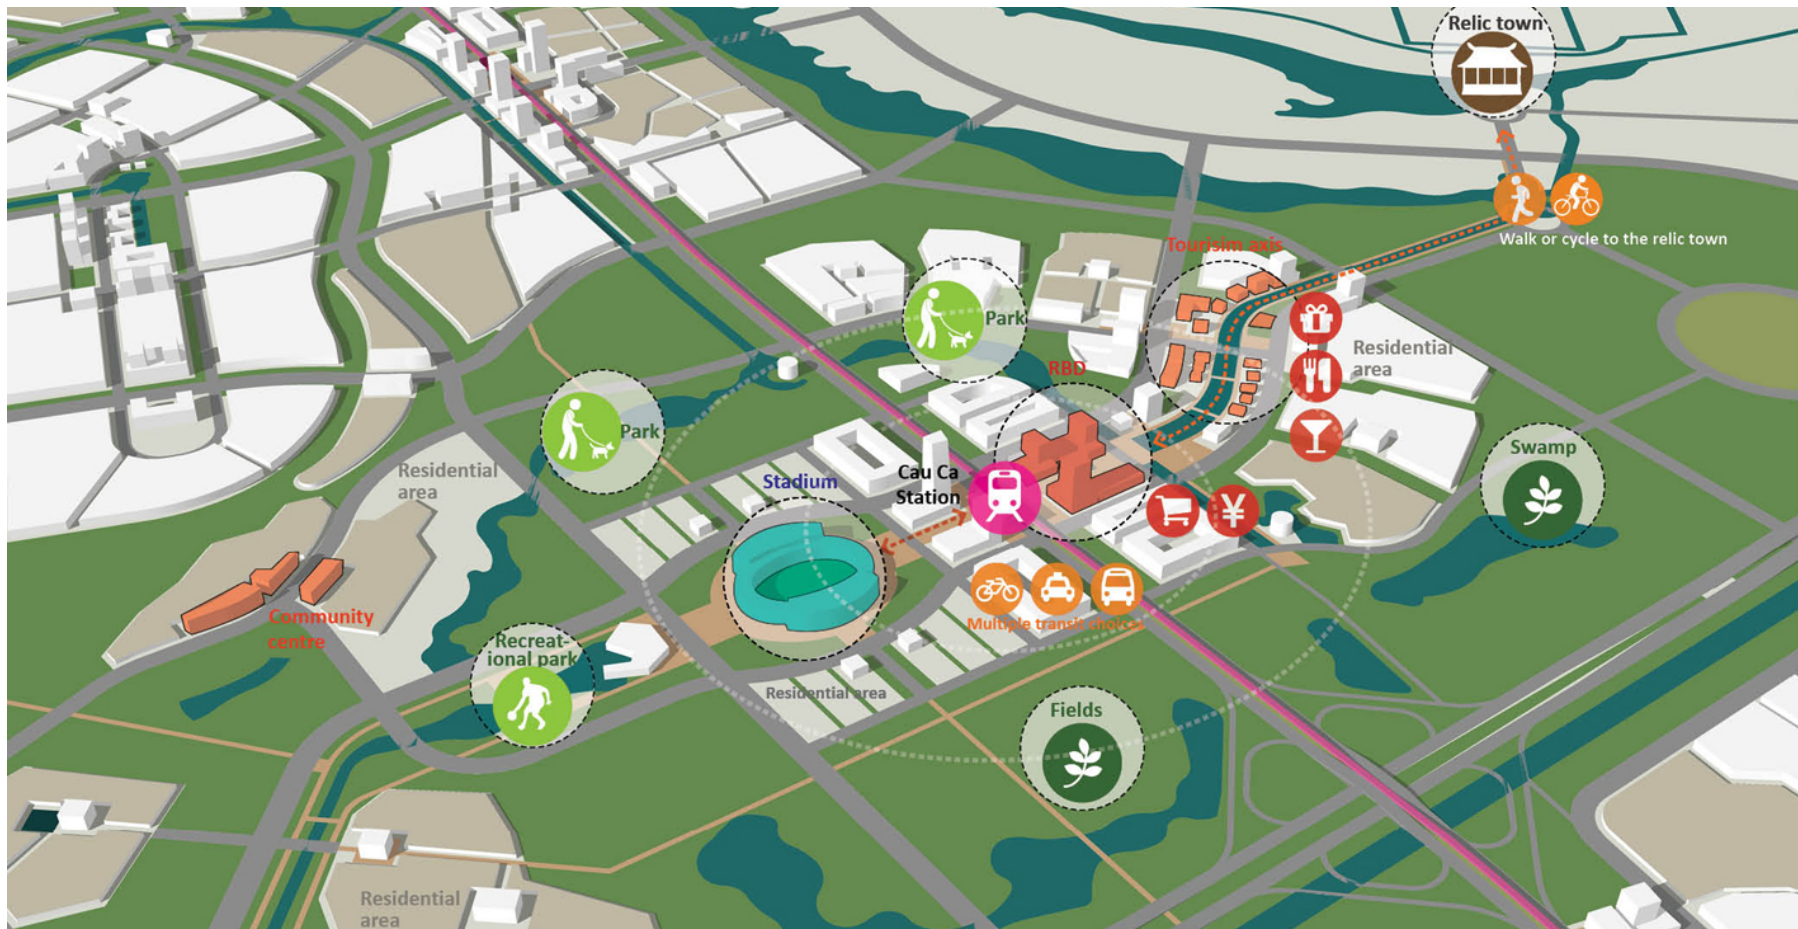 Relic town
Walk or cycle to the relic town
Tourisim axis
Park
Residential
area
RBD
Park
Swamp
Residential
area
Stadium
Cau Ca
Station
¥
Community
centre
Multiple transit choices
Recreat-
ional park
Residential area
Fields
Residential
area